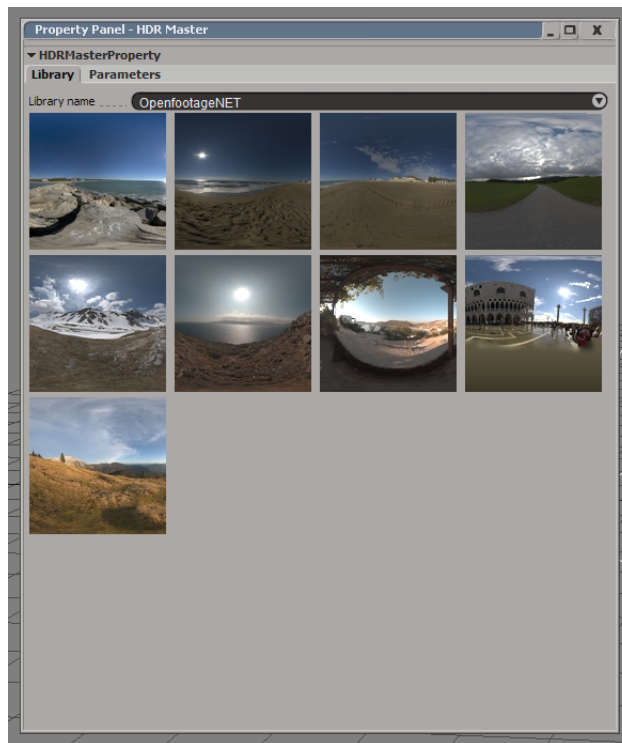 Property Panel - HDR Master
HDRMasterProperty
Library Parameters
Library name OpenfootageNET